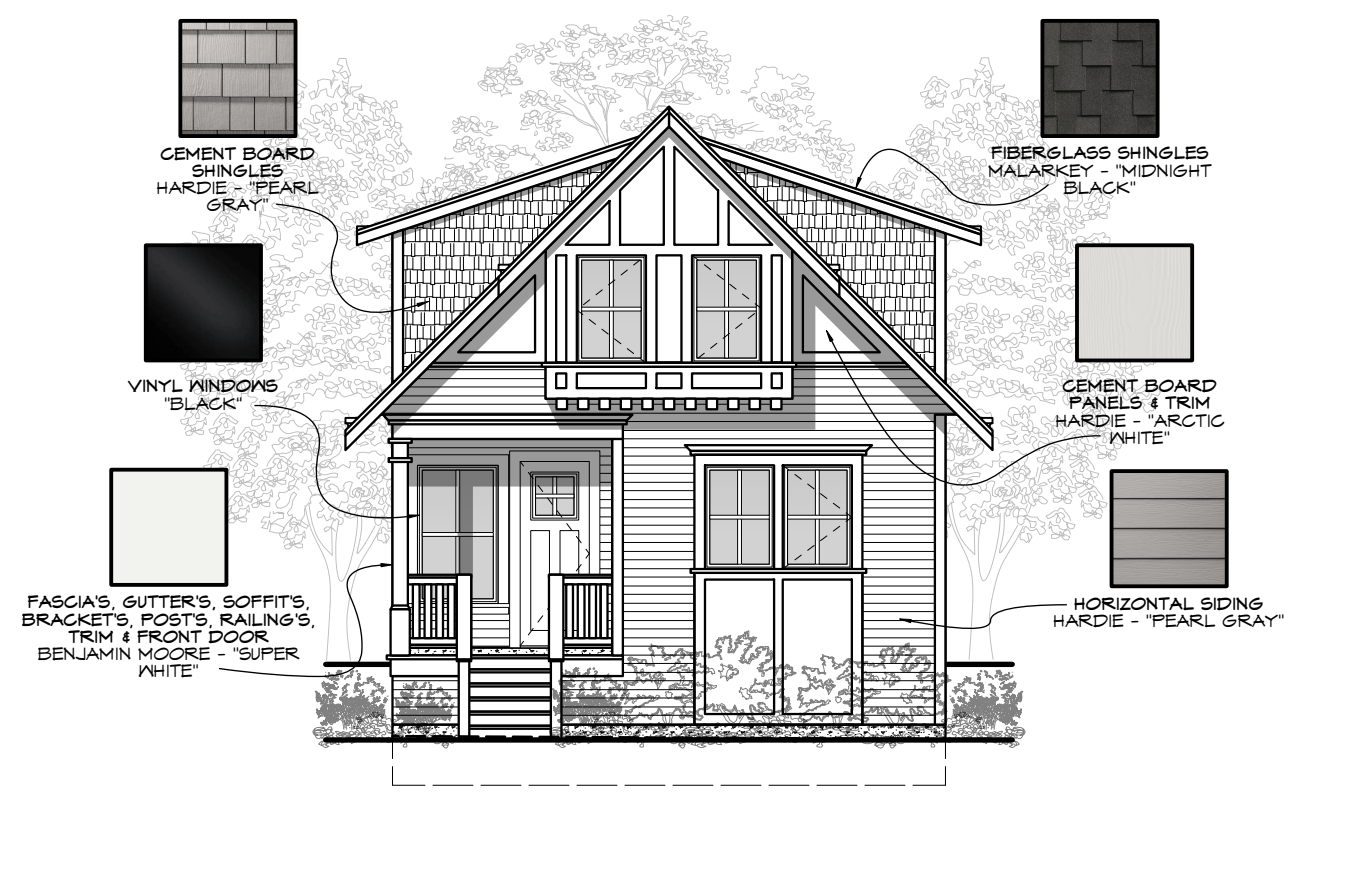 CEMENT BOARD
SHINGLES
HARDIE - "PEARL
GRAY"
VINYL WINDOWS
"BLACK"
FASCIA'S, GUTTER'S, SOFFIT'S,
BRACKET'S, POST'S, RAILING'S,
TRIM & FRONT DOOR
BENJAMIN MOORE - "SUPER
WHITE"
FIBERGLASS SHINGLES
MALARKEY - "MIDNIGHT
BLACK"
CEMENT BOARD
PANELS & TRIM
HARDIE - "ARCTIC
WHITE"
HORIZONTAL SIDING
HARDIE - "PEARL GRAY"